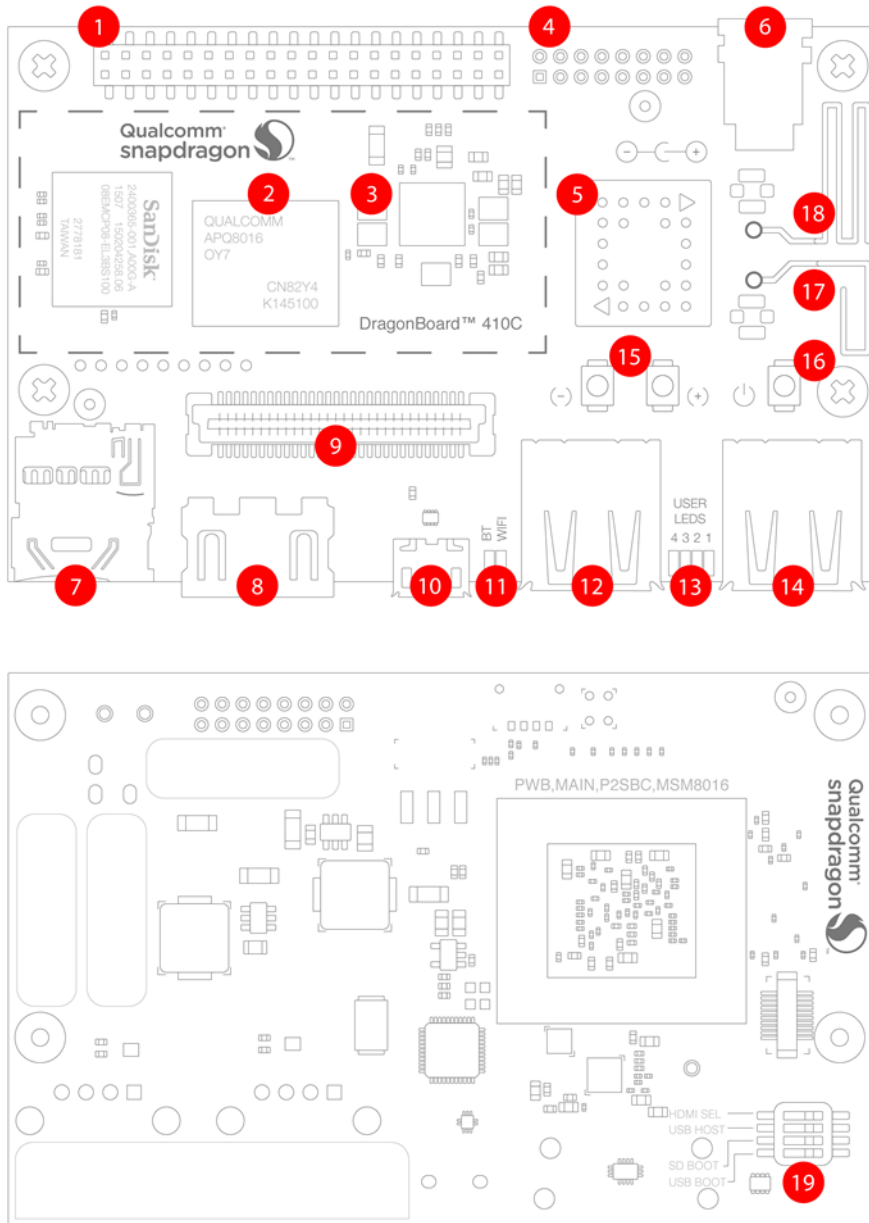 1
4
6
Qualcomm
snapdragon
2
3
5
- +
18
SanDisk
2400365-001.A00G-A
1507 150204258.06
08EMCP08-EL3BS100
2778181
TAIWAN
QUALCOMM
APQ8016
OY7
CN82Y4
K145100
17
DragonBoard™ 410C
15
16
(-)
(+)
9
USER
LEDS
4 3 2 1
BT
WIFI
7
8
10
11
12
13
14
PWB,MAIN,P2SBC,MSM8016
Qualcomm
snapdragon
HDMI SEL
USB HOST
SD BOOT
USB BOOT
19